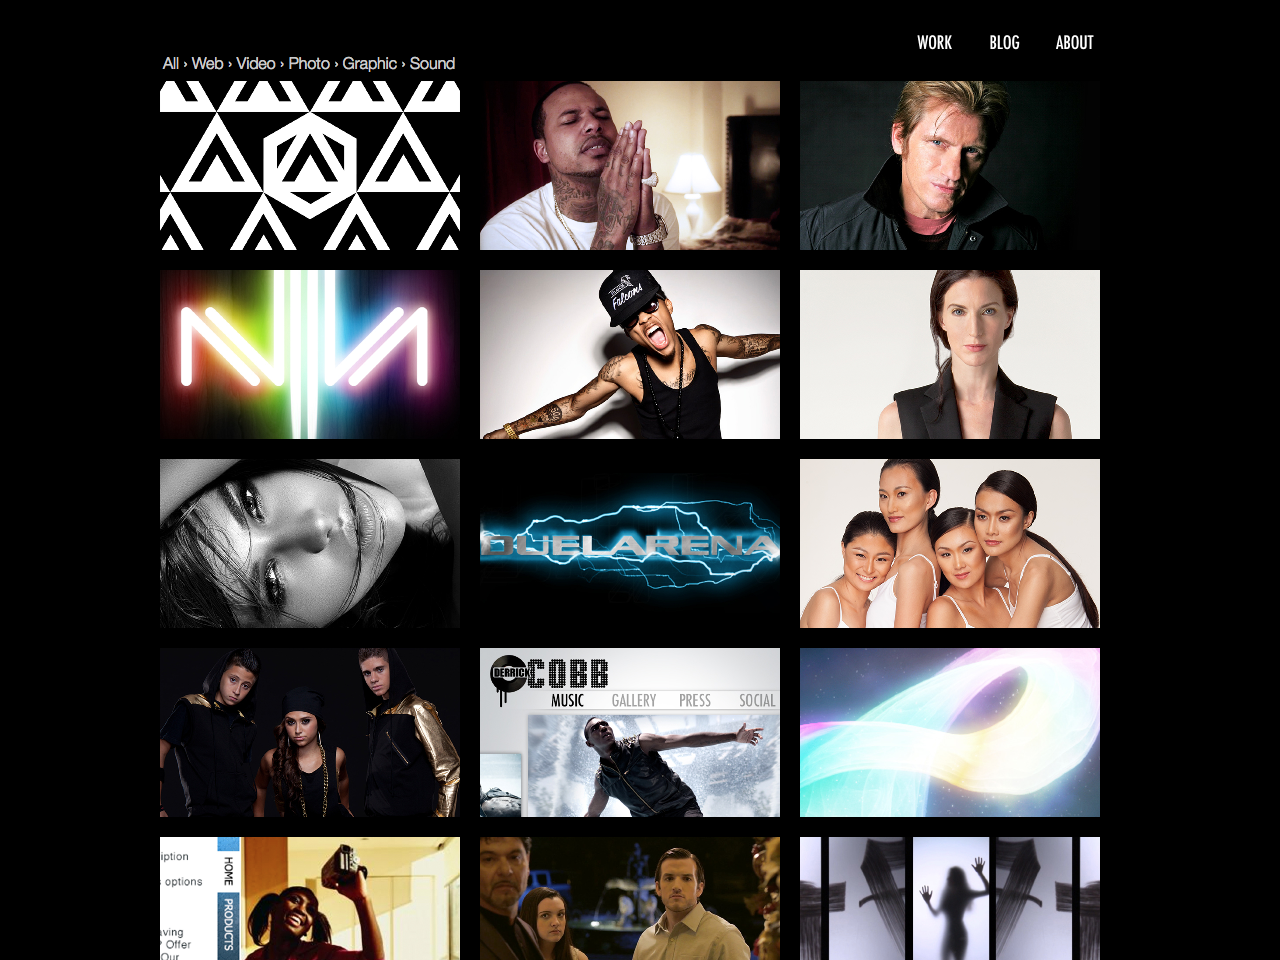 WORK BLOG ABOUT
All › Web › Video › Photo › Graphic › Sound
Falcons
DUELARENA
DERRICK COBB
MUSIC GALLERY PRESS SOCIAL
iption
s options
aving
? Offer
Our
HOME
PRODUCTS